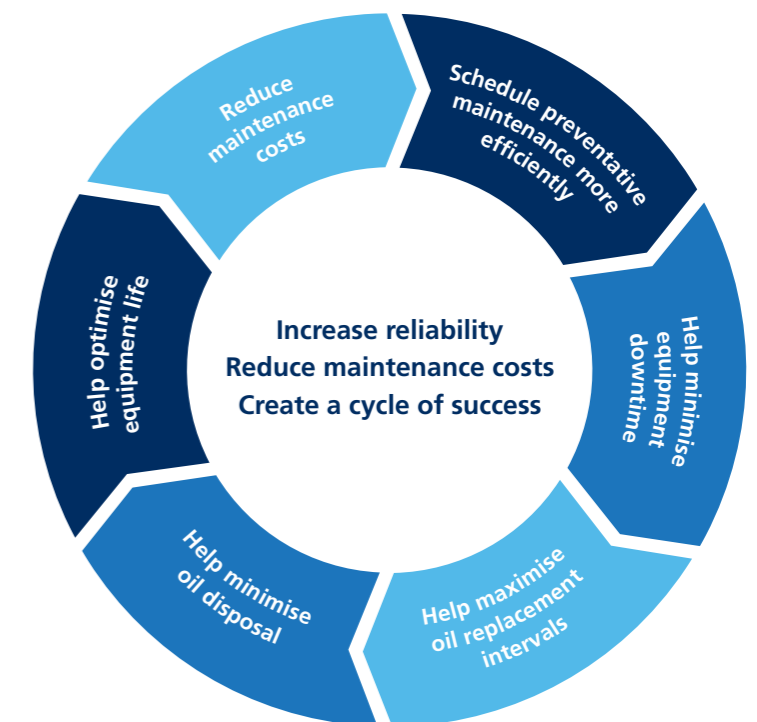 Reduce
maintenance
costs
Schedule preventative
maintenance more
efficiently
Help minimise
equipment
downtime
Help maximise
oil replacement
intervals
Help minimise
oil disposal
Help optimise
equipment life
Increase reliability
Reduce maintenance costs
Create a cycle of success